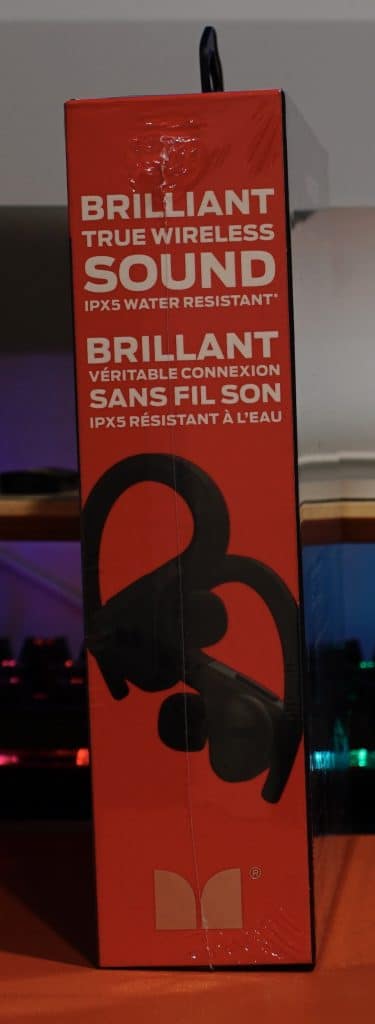 BRILLIANT
TRUE WIRELESS
SOUND
IPX5 WATER RESISTANT*
BRILLANT
VÉRITABLE CONNEXION
SANS FIL SON
IPX5 RÉSISTANT À L'EAU
®